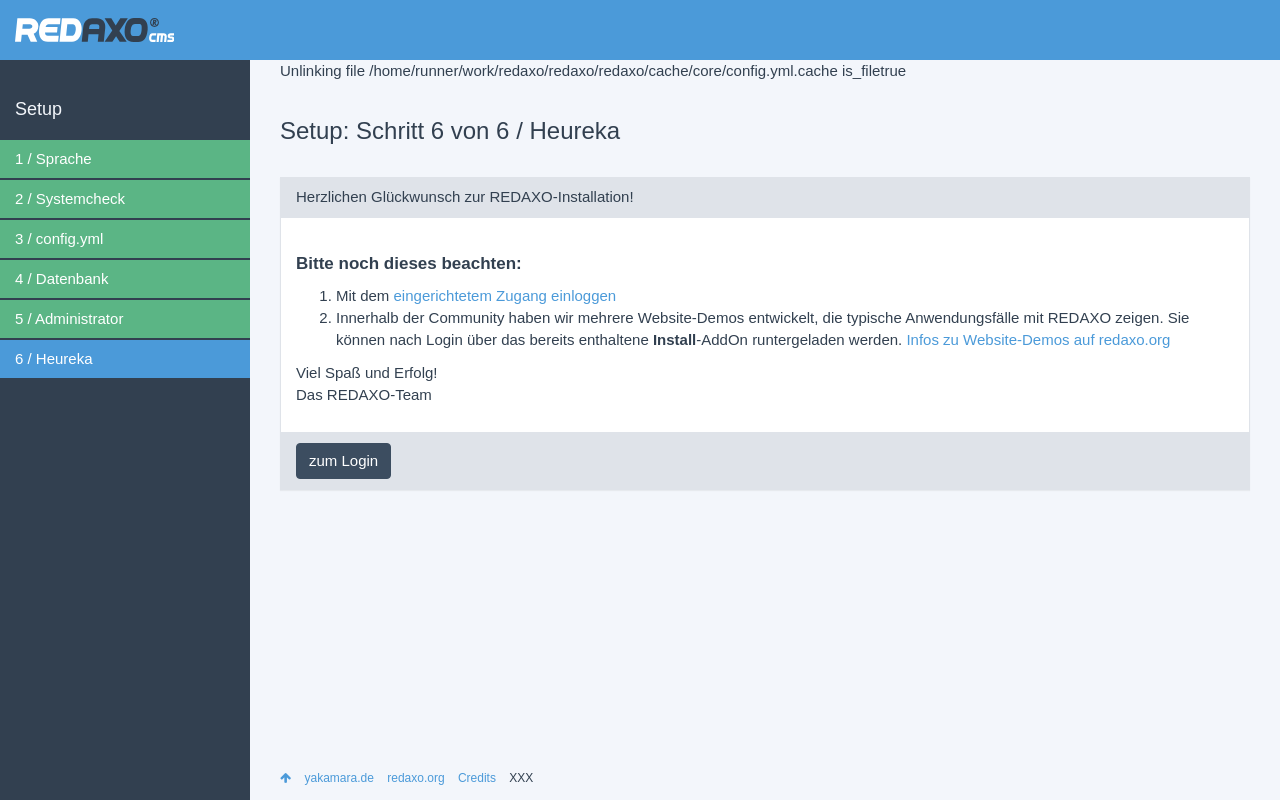 REDAXO® cms
Unlinking file /home/runner/work/redaxo/redaxo/redaxo/cache/core/config.yml.cache is_filetrue
Setup
1 / Sprache
2 / Systemcheck
3 / config.yml
4 / Datenbank
5 / Administrator
6 / Heureka
Setup: Schritt 6 von 6 / Heureka
Herzlichen Glückwunsch zur REDAXO-Installation!
Bitte noch dieses beachten:
1. Mit dem eingerichtetem Zugang einloggen
2. Innerhalb der Community haben wir mehrere Website-Demos entwickelt, die typische Anwendungsfälle mit REDAXO zeigen. Sie
können nach Login über das bereits enthaltene Install-AddOn runtergeladen werden. Infos zu Website-Demos auf redaxo.org
Viel Spaß und Erfolg!
Das REDAXO-Team
zum Login
yakamara.de redaxo.org Credits XXX